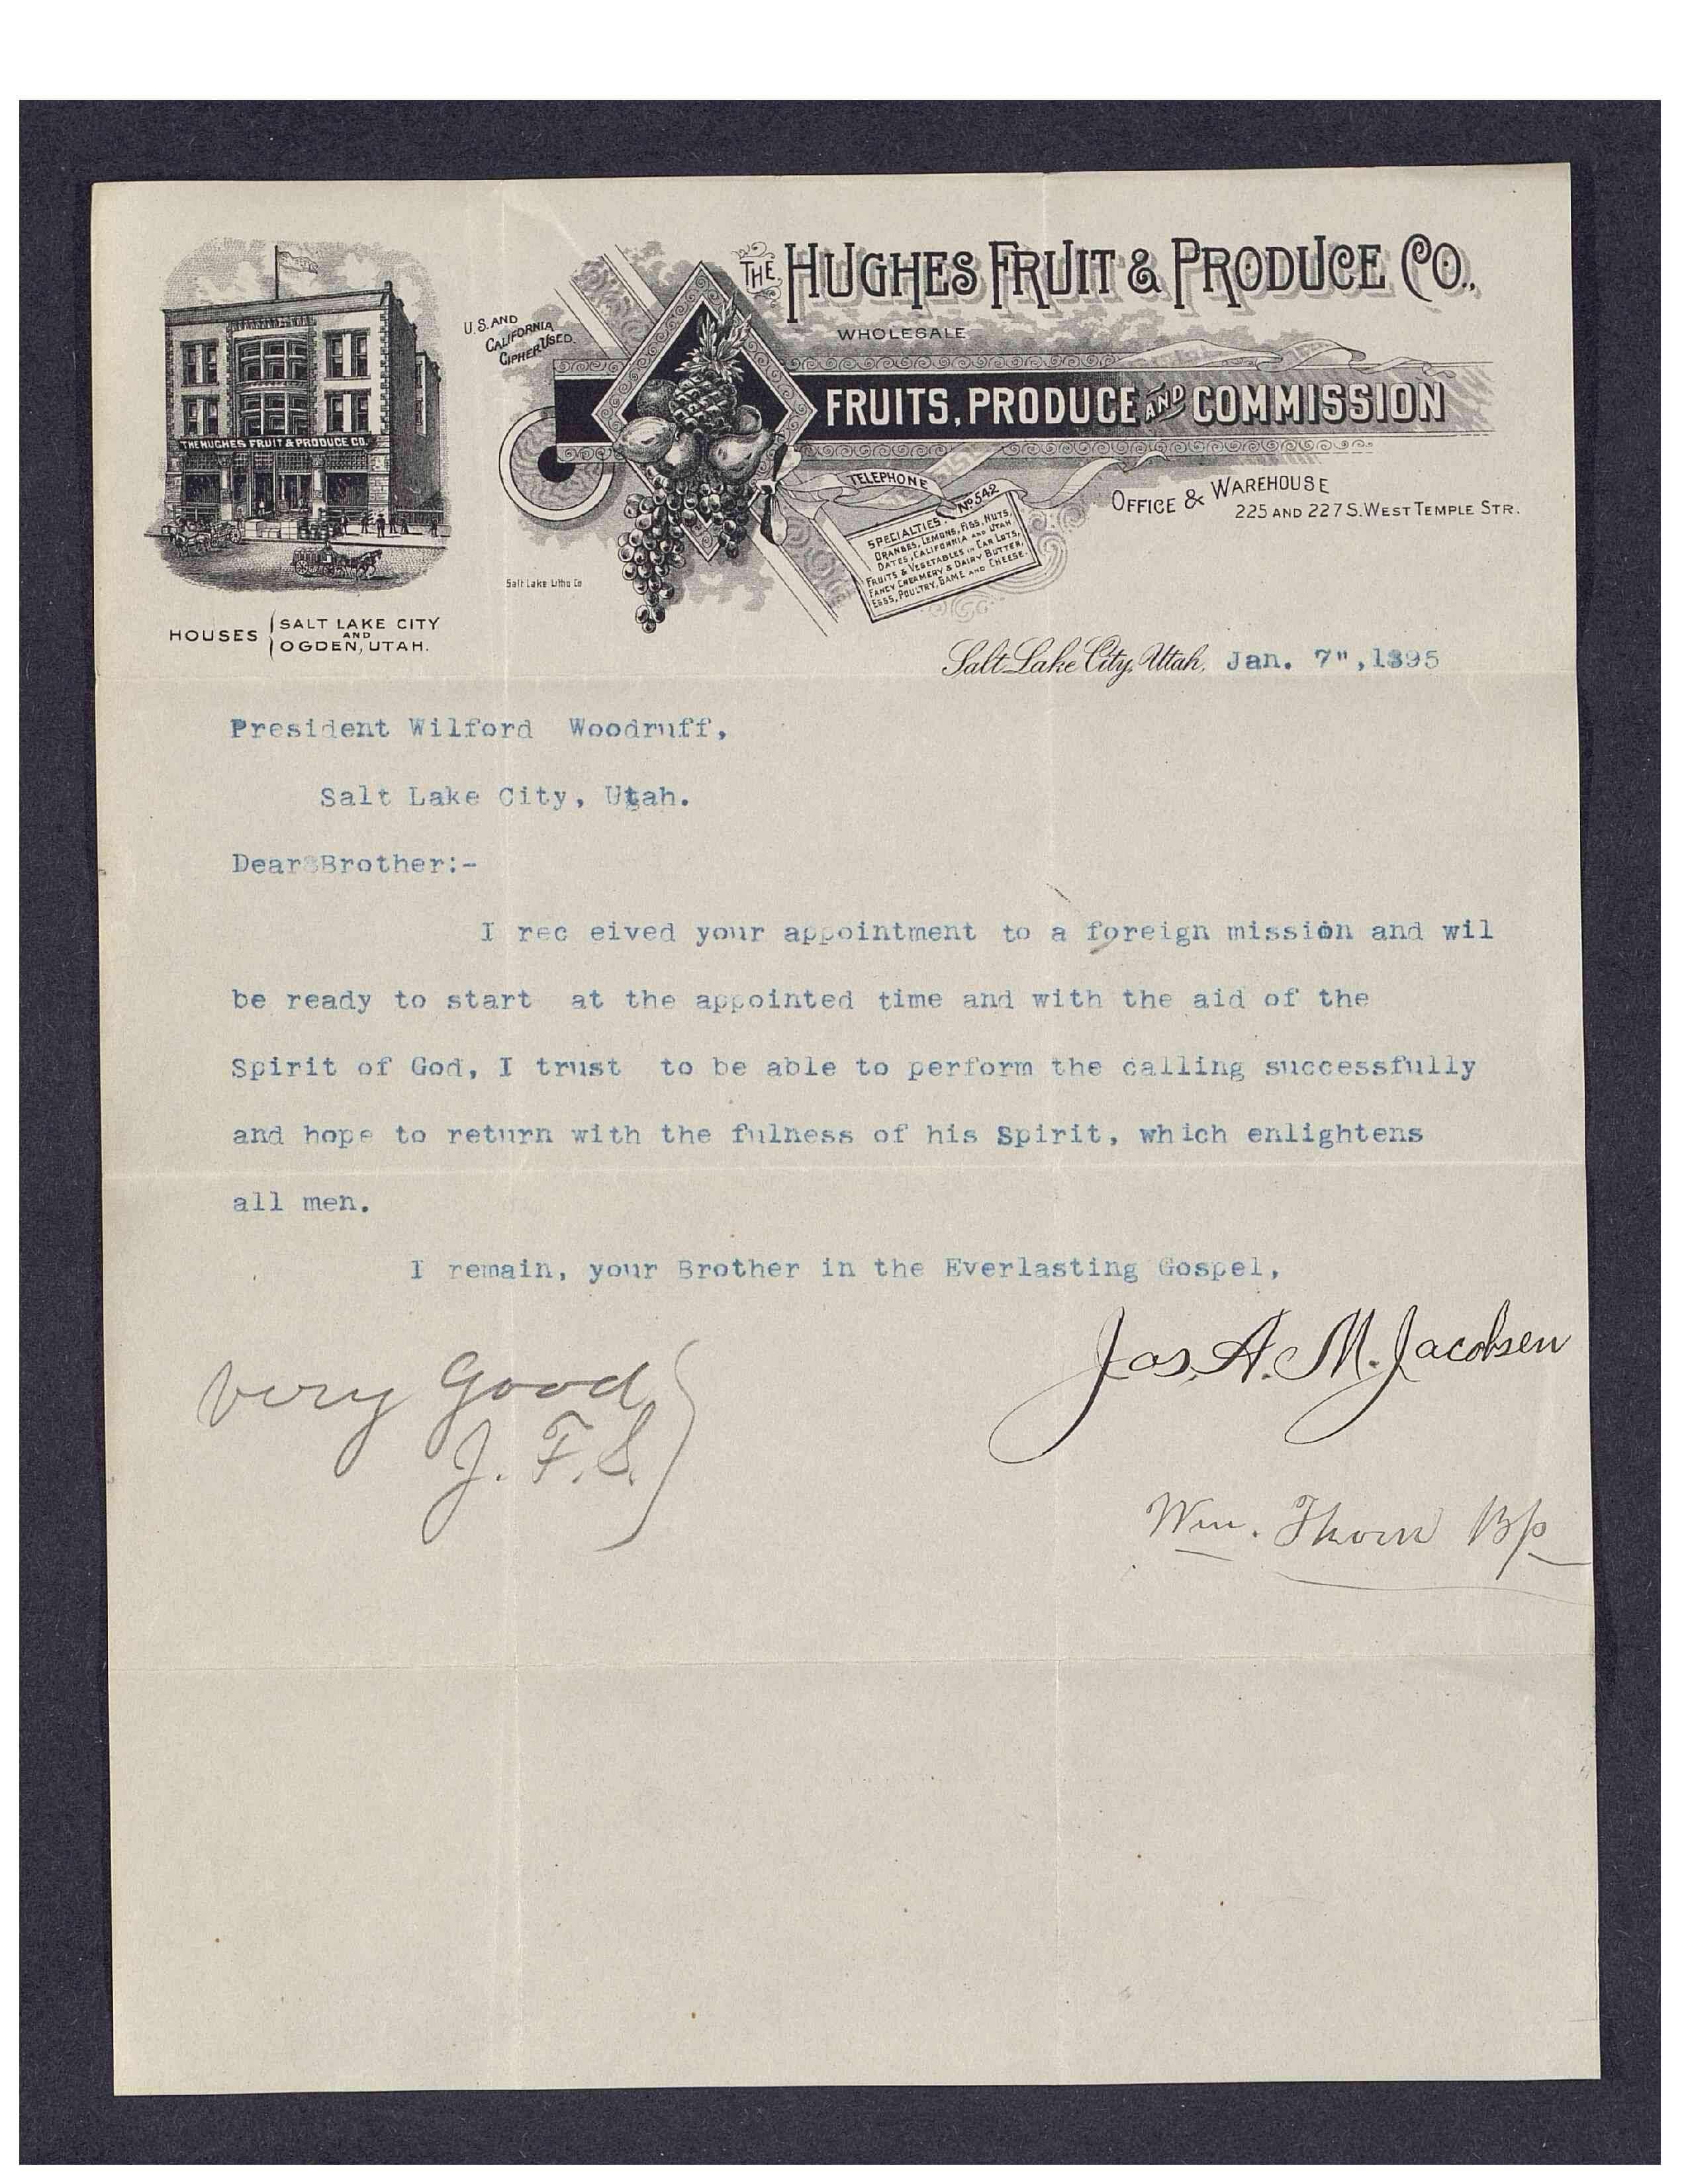 THE HUGHES FRUIT & PRODUCE CO.,
WHOLESALE
U.S. AND
CALIFORNIA
CIPHER USED.
THE HUGHES FRUIT & PRODUCE CO.
FRUITS, PRODUCE AND COMMISSION
TELEPHONE
No 542
SPECIALTIES.
ORANGES, LEMONS, FIGS, NUTS,
DATES, CALIFORNIA AND UTAH
FRUITS & VEGETABLES IN CAR LOTS,
FANCY CREAMERY & DAIRY BUTTER,
EGGS, POULTRY, GAME AND CHEESE.
OFFICE & WAREHOUSE
225 AND 227 S. WEST TEMPLE STR.
Salt Lake Litho Co
HOUSES SALT LAKE CITY
AND
OGDEN, UTAH.
Salt Lake City, Utah, Jan. 7", 1895
President Wilford Woodruff,
Salt Lake City, Utah.
Dear Brother:-
I rec eived your appointment to a foreign mission and wil
be ready to start at the appointed time and with the aid of the
Spirit of God, I trust to be able to perform the calling successfully
and hope to return with the fulness of his Spirit, which enlightens
all men.
I remain, your Brother in the Everlasting Gospel,
Jas. A. M. Jacobsen
very good
J. F. S.
Wm. Thorn Bp